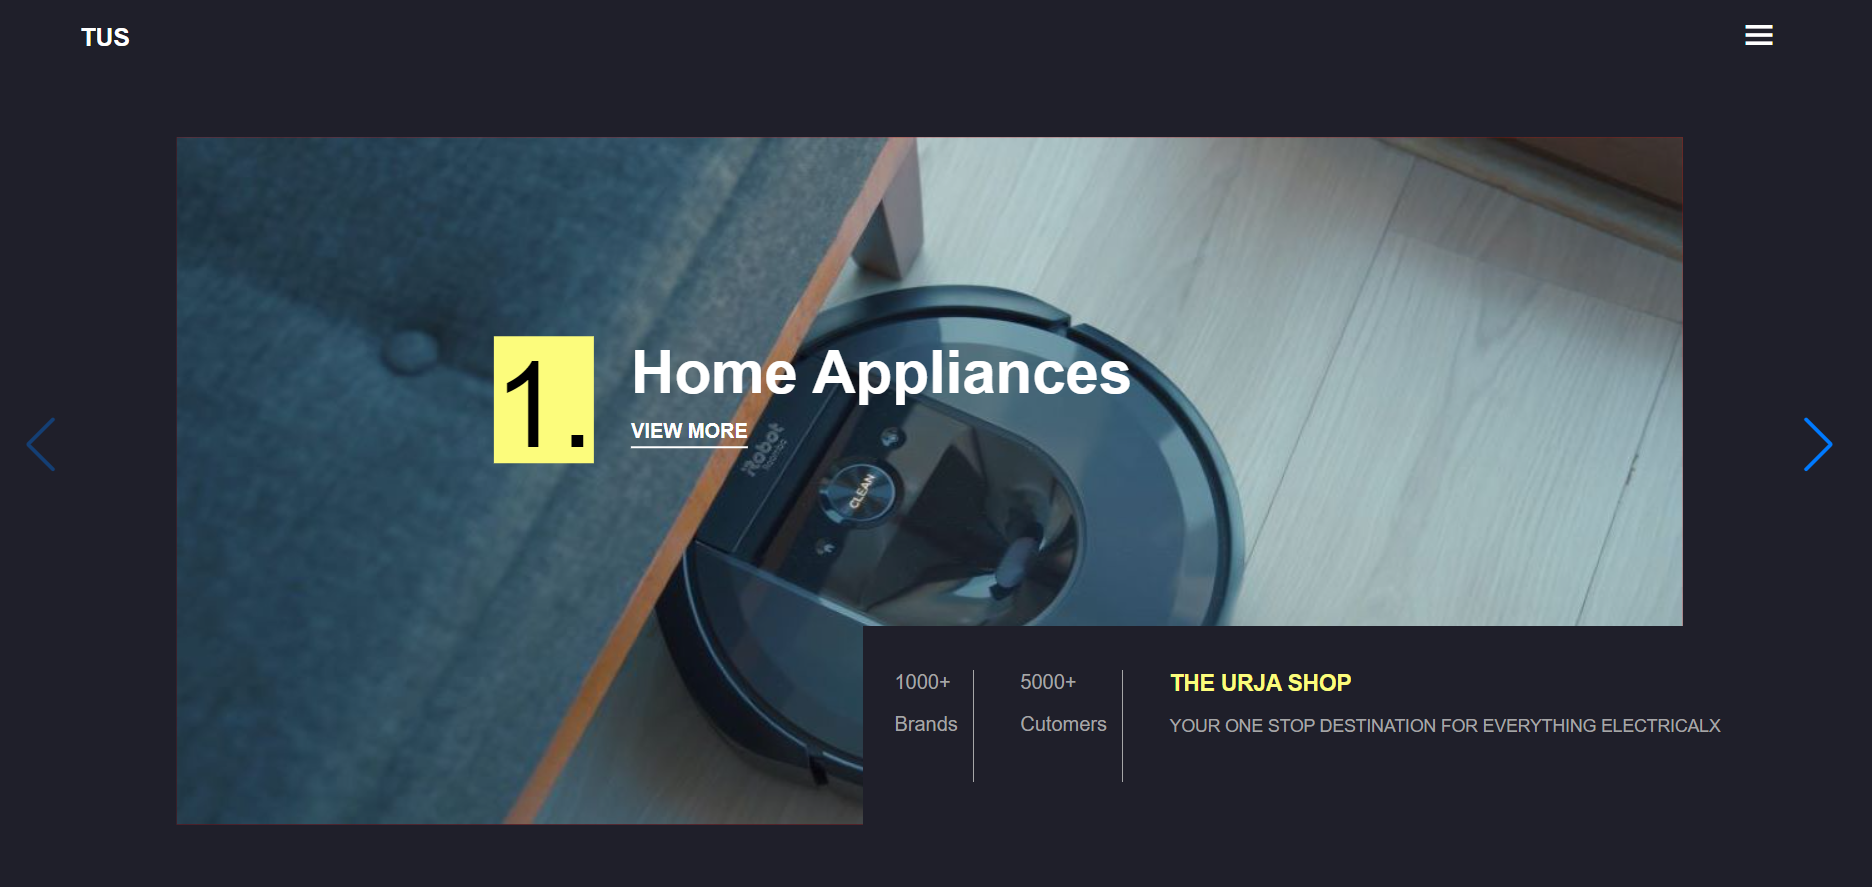 TUS
1.
Home Appliances
VIEW MORE
iRobot
Roomba
CLEAN
1000+
Brands
5000+
Cutomers
THE URJA SHOP
YOUR ONE STOP DESTINATION FOR EVERYTHING ELECTRICALX